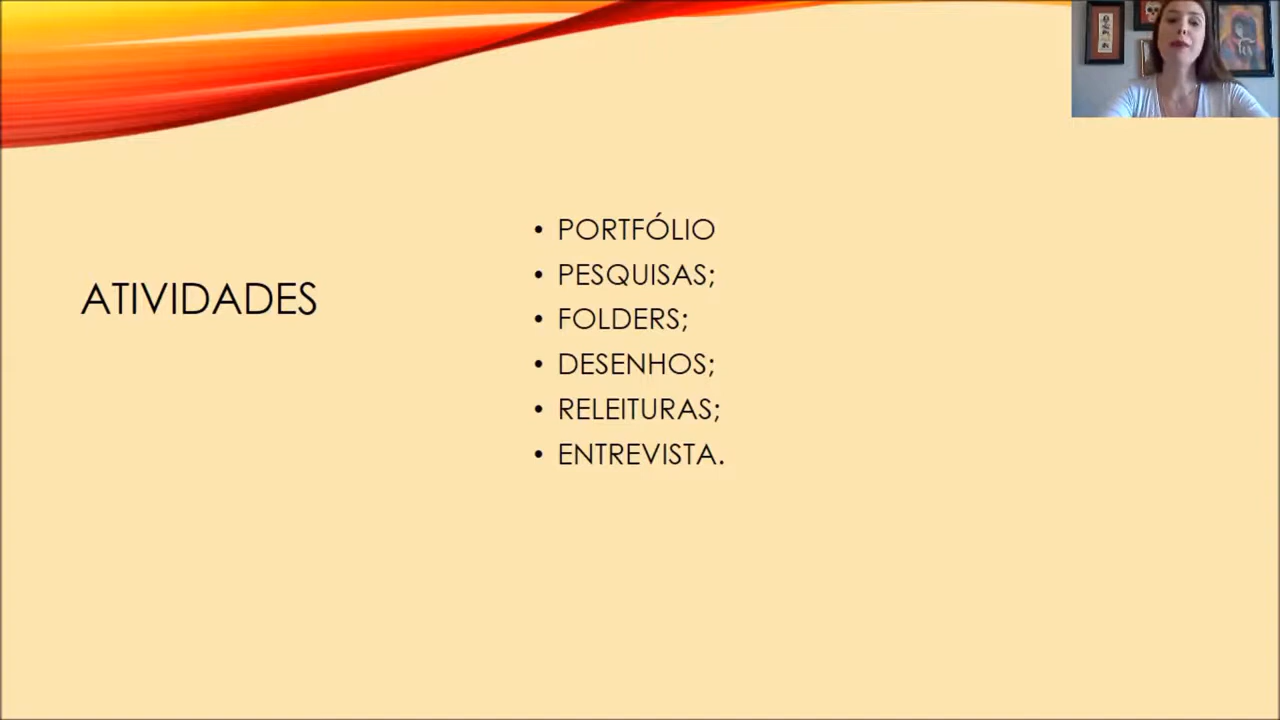 ATIVIDADES
• PORTFÓLIO
• PESQUISAS;
• FOLDERS;
• DESENHOS;
• RELEITURAS;
• ENTREVISTA.